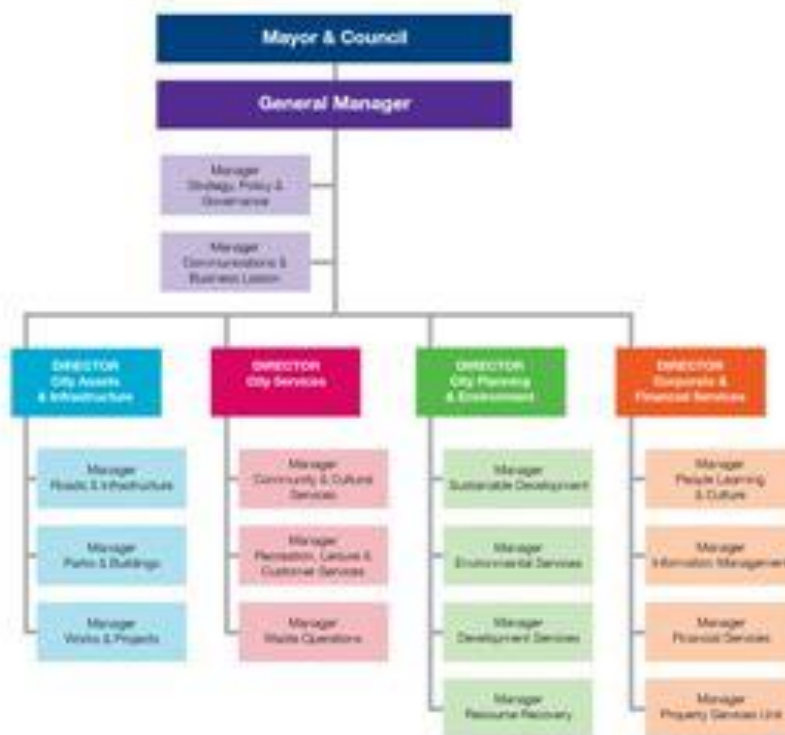 Mayor & Council
General Manager
Manager
Strategy, Policy &
Governance
Manager
Communications &
Business Liaison
DIRECTOR
City Assets
& Infrastructure
DIRECTOR
City Services
DIRECTOR
City Planning
& Environment
DIRECTOR
Corporate &
Financial Services
Manager
Roads & Infrastructure
Manager
Community & Cultural
Services
Manager
Sustainable Development
Manager
People Learning
& Culture
Manager
Parks & Buildings
Manager
Recreation, Leisure &
Customer Services
Manager
Environmental Services
Manager
Information Management
Manager
Works & Projects
Manager
Waste Operations
Manager
Development Services
Manager
Financial Services
Manager
Resource Recovery
Manager
Property Services Unit